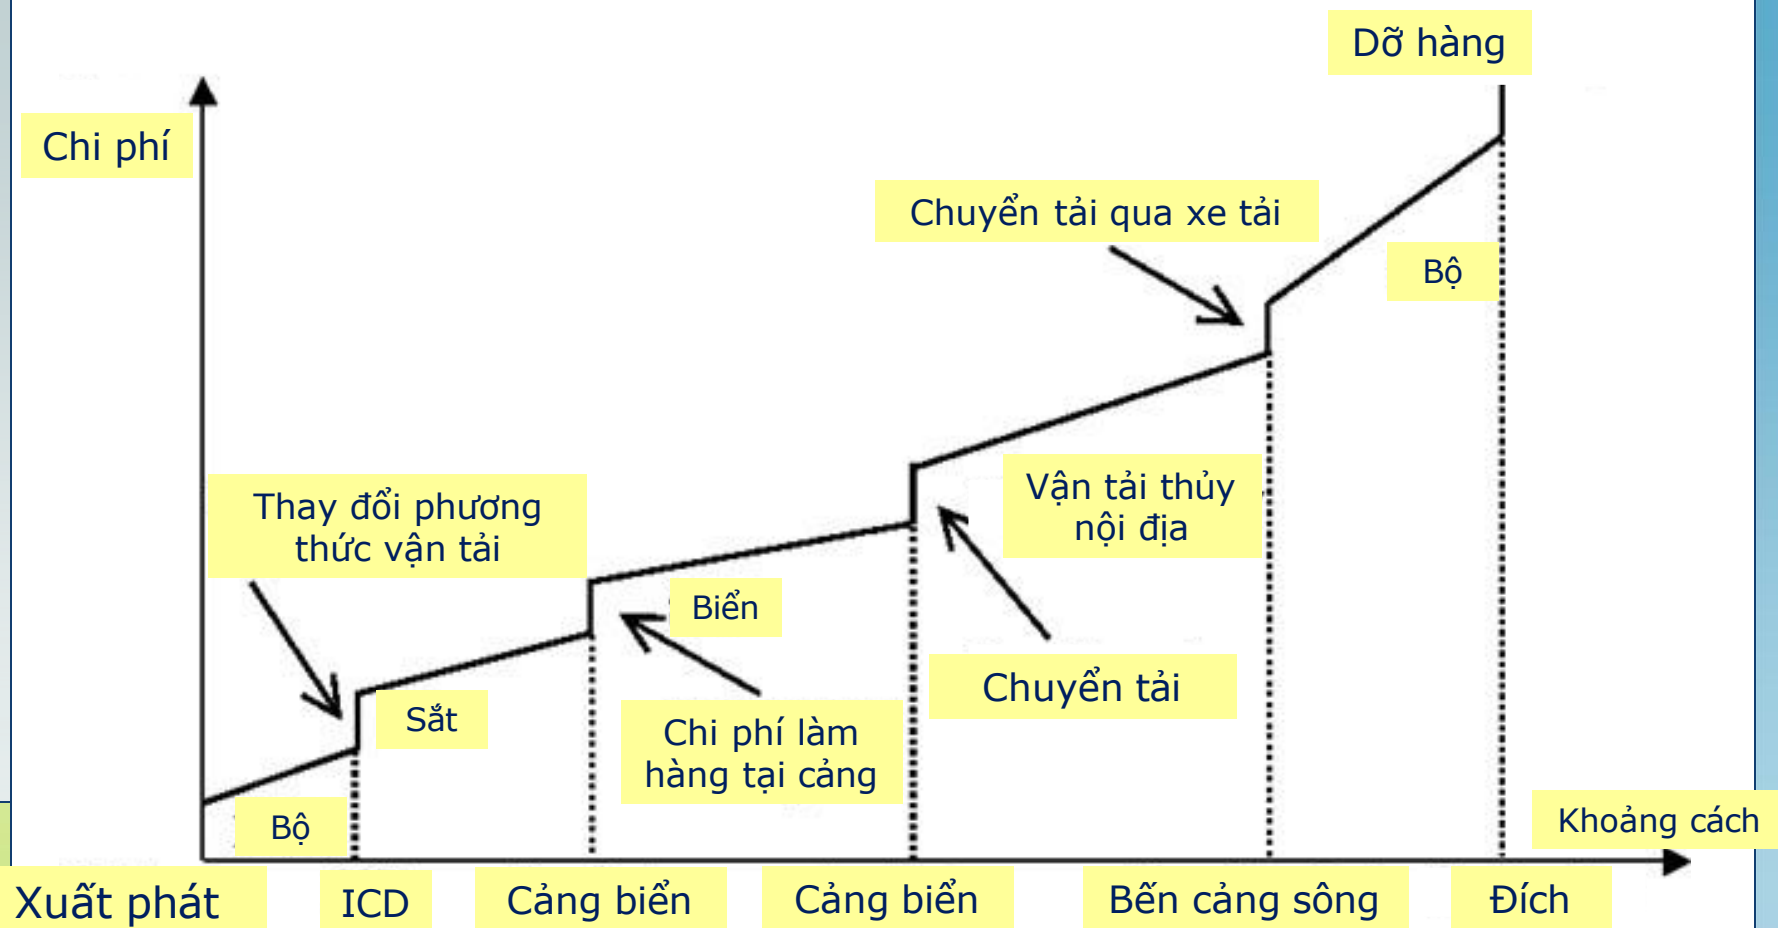 Dỡ hàng
Chi phí
Chuyển tải qua xe tải
Bộ
Thay đổi phương
thức vận tải
Vận tải thủy
nội địa
Biển
Chuyển tải
Sắt
Chi phí làm
hàng tại cảng
Bộ
Khoảng cách
Xuất phát
ICD
Cảng biển
Cảng biển
Bến cảng sông
Đích